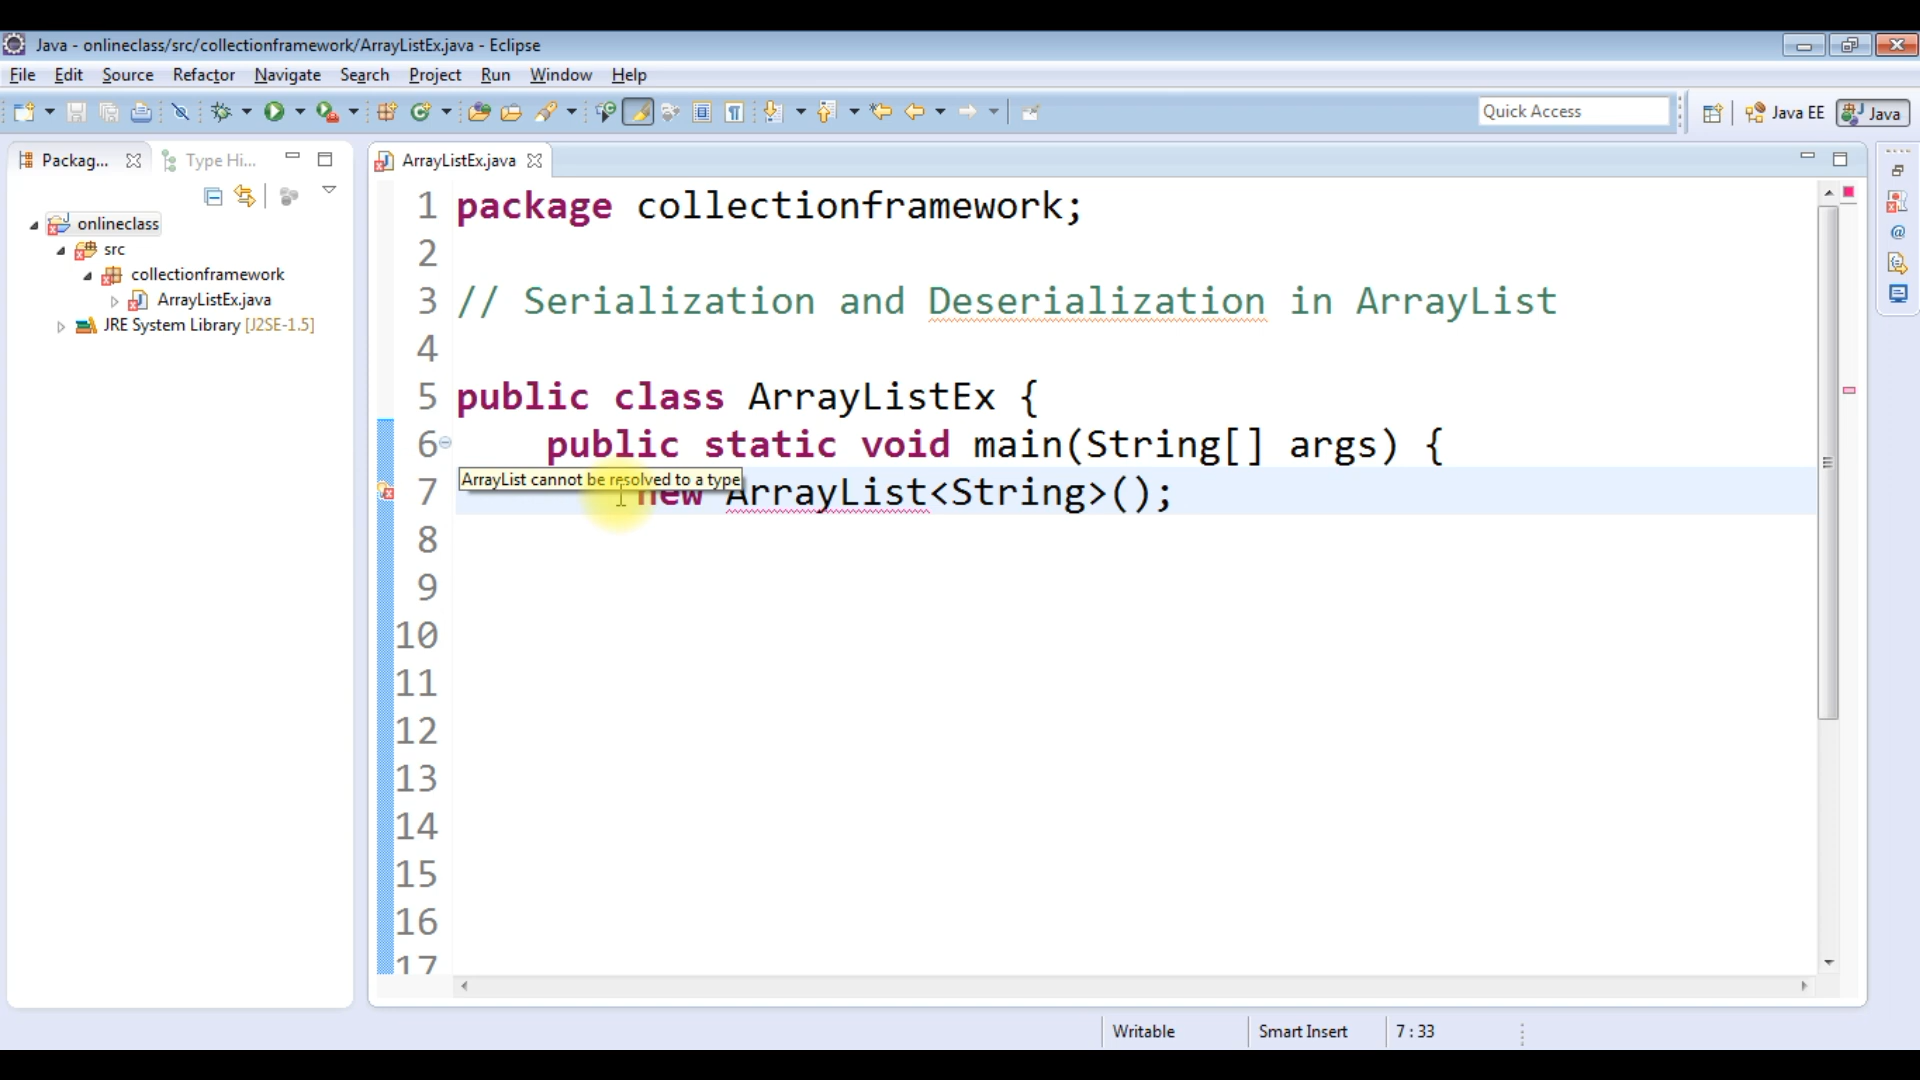 Java - onlineclass/src/collectionframework/ArrayListEx.java - Eclipse
File Edit Source Refactor Navigate Search Project Run Window Help
Quick Access
Java EE
Java
Packag...
Type Hi...
ArrayListEx.java
onlineclass
src
collectionframework
ArrayListEx.java
JRE System Library [J2SE-1.5]
1 package collectionframework;
2
3 // Serialization and Deserialization in ArrayList
4
5 public class ArrayListEx {
6 public static void main(String[] args) {
ArrayList cannot be resolved to a type
7 new ArrayList<String>();
8
9
10
11
12
13
14
15
16
17
Writable
Smart Insert
7 : 33